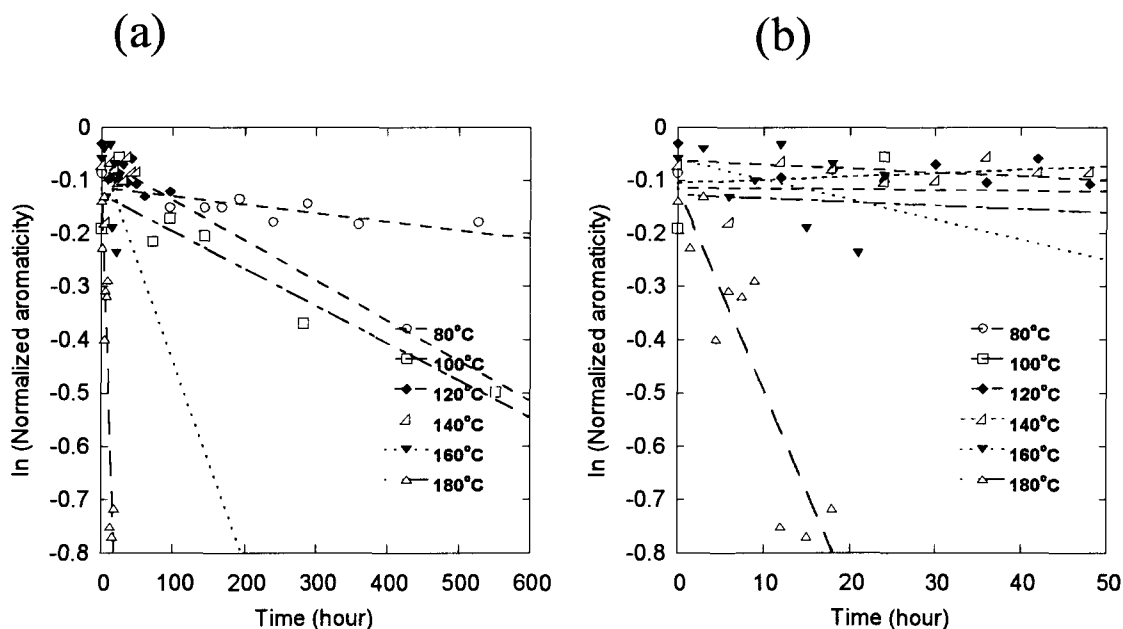 (a)
(b)
ln (Normalized aromaticity)
0
-0.1
-0.2
-0.3
-0.4
-0.5
-0.6
-0.7
-0.8
80°C
100°C
120°C
140°C
160°C
180°C
0 100 200 300 400 500 600
Time (hour)
ln (Normalized aromaticity)
0
-0.1
-0.2
-0.3
-0.4
-0.5
-0.6
-0.7
-0.8
80°C
100°C
120°C
140°C
160°C
180°C
0 10 20 30 40 50
Time (hour)